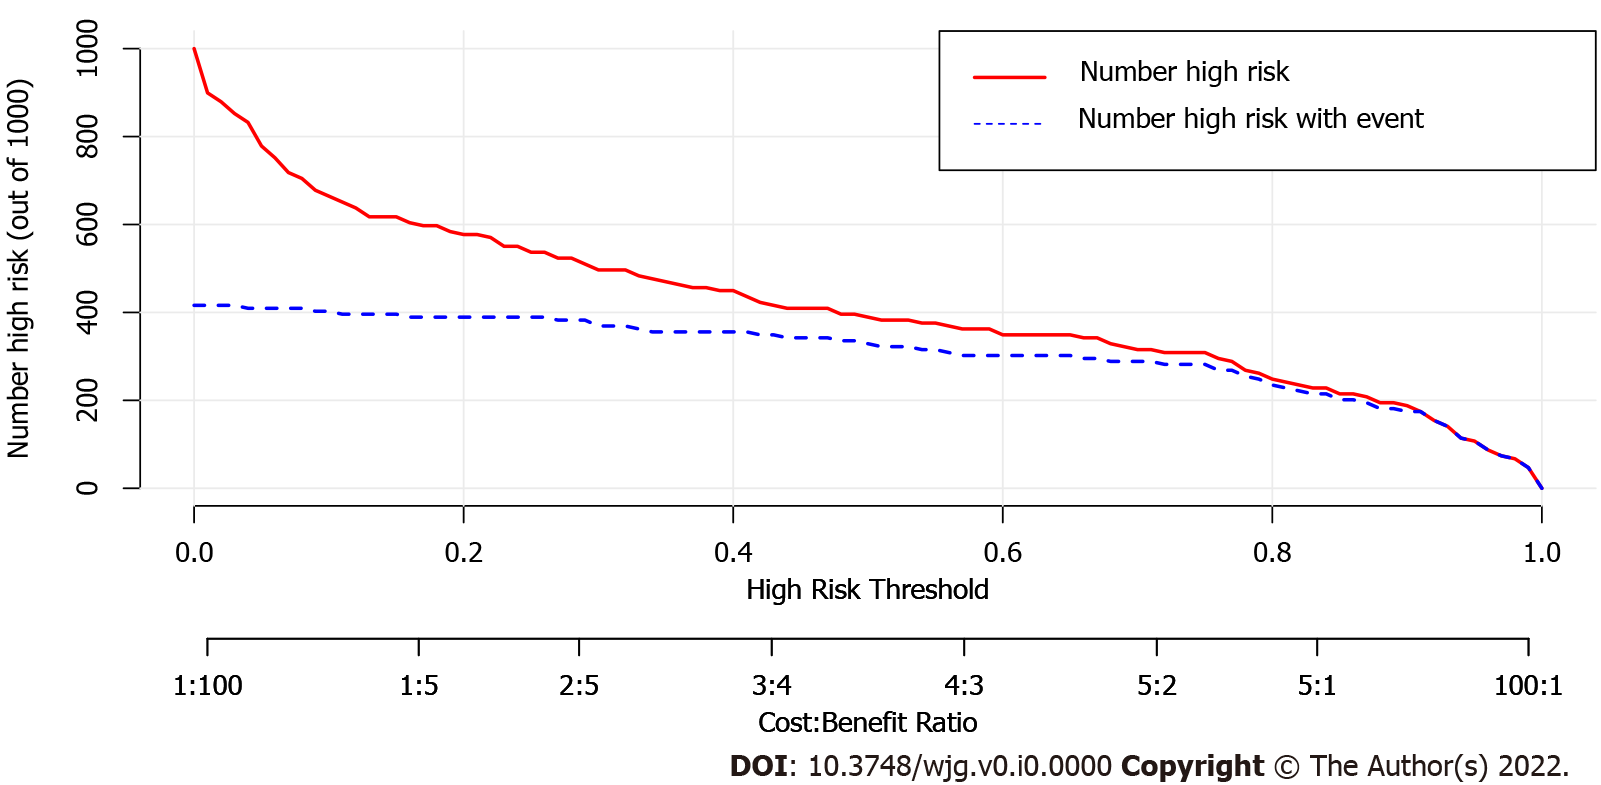 Number high risk
Number high risk with event
Number high risk (out of 1000)
1000
800
600
400
200
0
0.0 0.2 0.4 0.6 0.8 1.0
High Risk Threshold
1:100 1:5 2:5 3:4 4:3 5:2 5:1 100:1
Cost:Benefit Ratio
DOI: 10.3748/wjg.v0.i0.0000 Copyright © The Author(s) 2022.